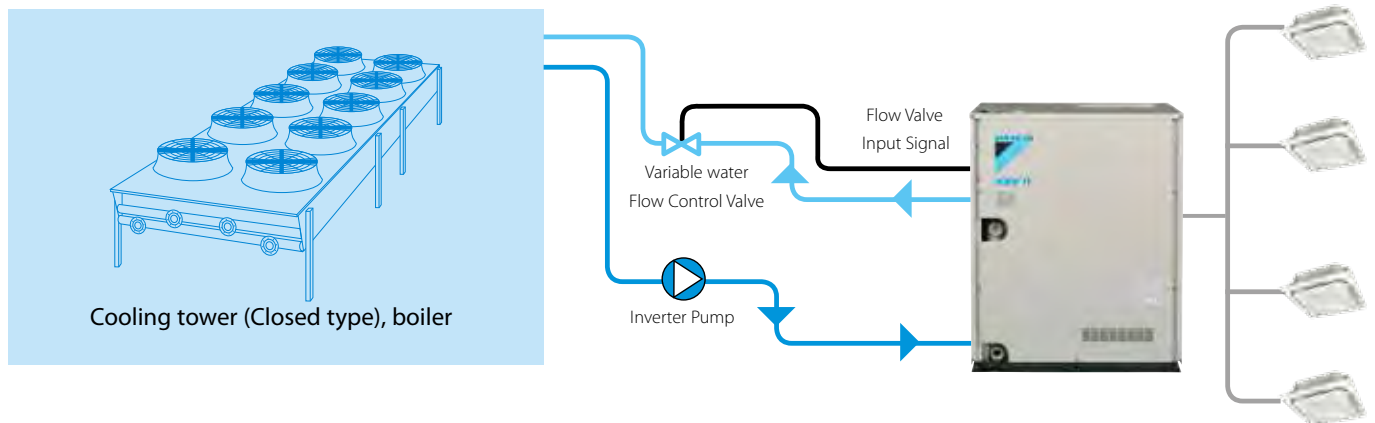 Flow Valve
Input Signal
Variable water
Flow Control Valve
Inverter Pump
Cooling tower (Closed type), boiler